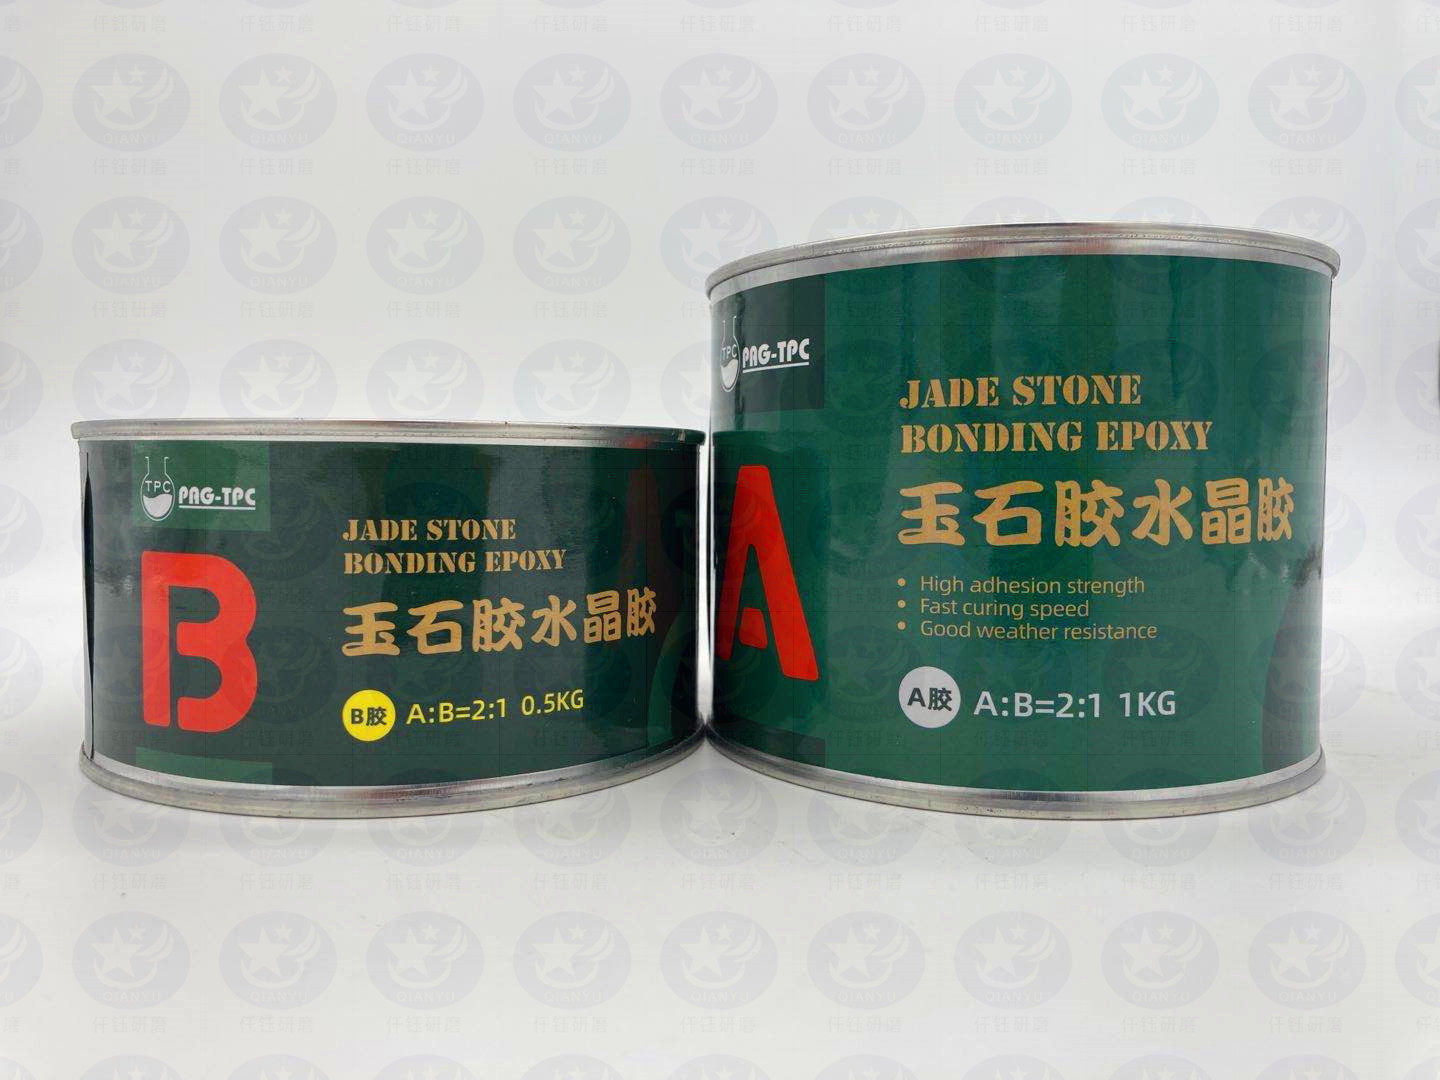 TPC PAG-TPC
B
JADE STONE
BONDING EPOXY
玉石胶水晶胶
B胶 A:B=2:1 0.5KG
TPC PAG-TPC
A
JADE STONE
BONDING EPOXY
玉石胶水晶胶
• High adhesion strength
• Fast curing speed
• Good weather resistance
A胶 A:B=2:1 1KG
QIANYU
仟钰研磨